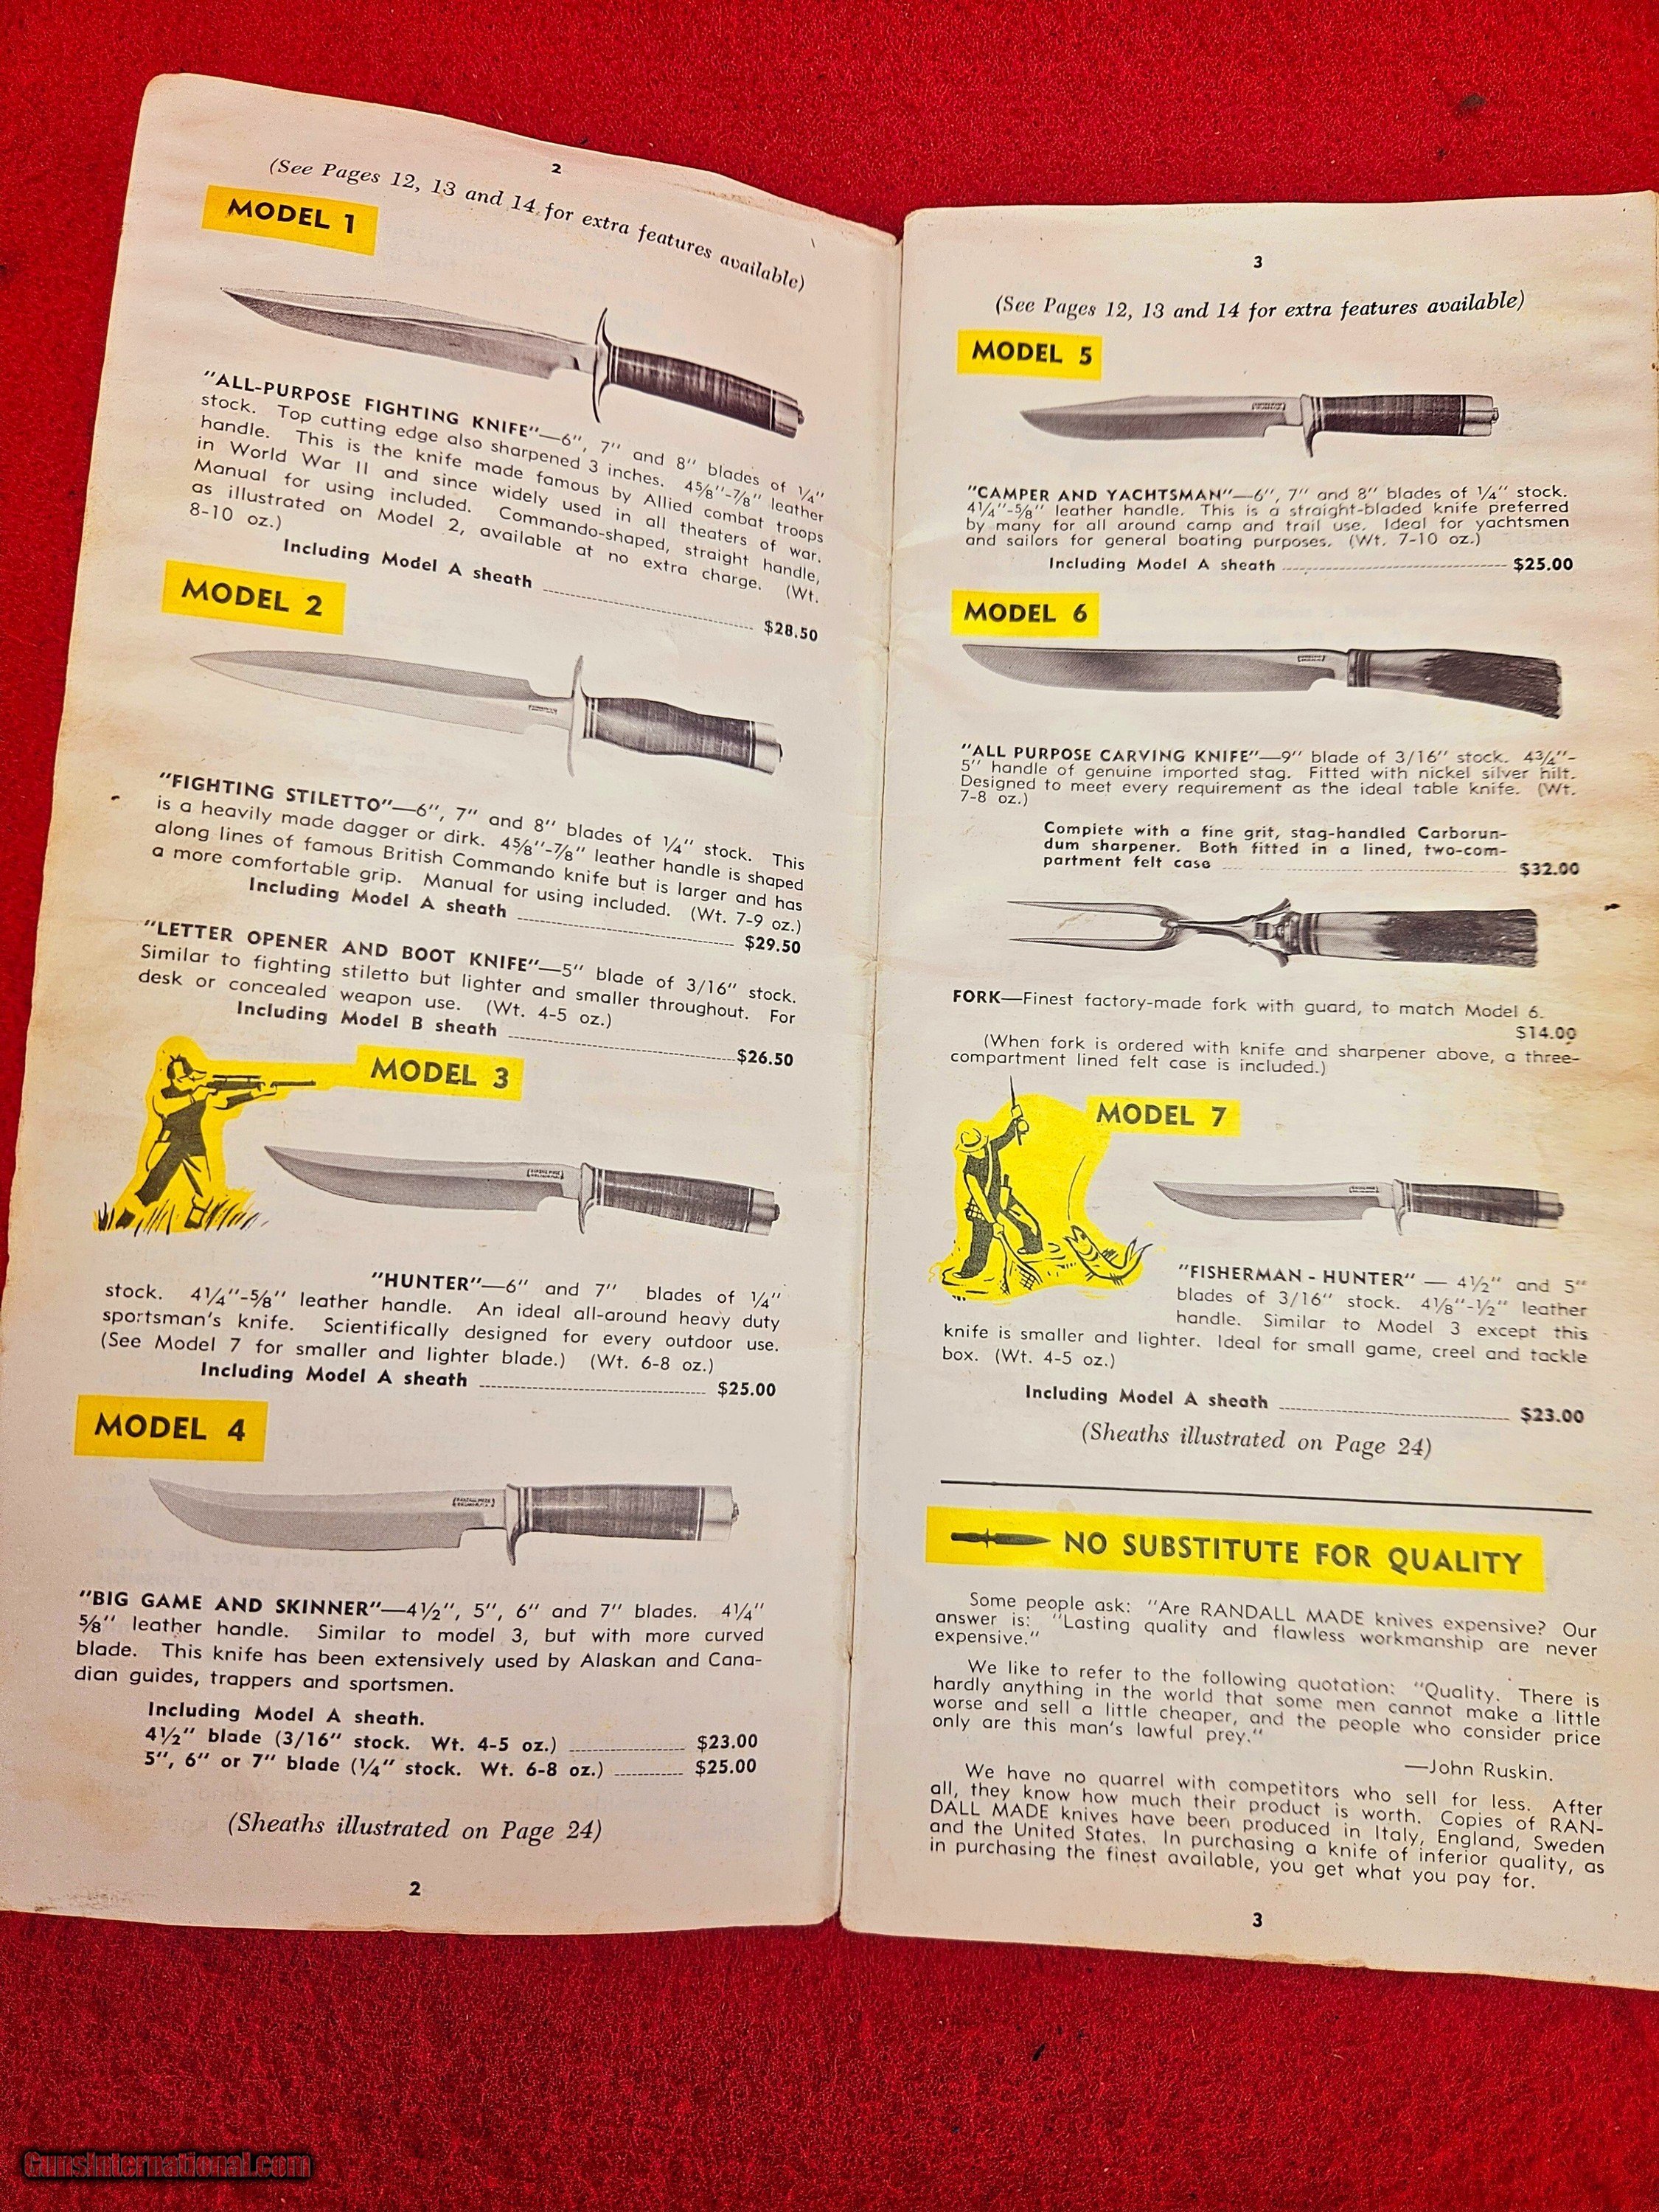 2
(See Pages 12, 13 and 14 for extra features available)
MODEL 1
"ALL-PURPOSE FIGHTING KNIFE"—6", 7" and 8" blades of 1/4"
stock. Top cutting edge also sharpened 3 inches. 4⅝"-⅞" leather
handle. This is the knife made famous by Allied combat troops
in World War II and since widely used in all theaters of war.
Manual for using included. Commando-shaped, straight handle,
as illustrated on Model 2, available at no extra charge. (Wt.
8-10 oz.)
Including Model A sheath $28.50
MODEL 2
"FIGHTING STILETTO"—6", 7" and 8" blades of 1/4" stock. This
is a heavily made dagger or dirk. 4⅝"-⅞" leather handle is shaped
along lines of famous British Commando knife but is larger and has
a more comfortable grip. Manual for using included. (Wt. 7-9 oz.)
Including Model A sheath $29.50
"LETTER OPENER AND BOOT KNIFE"—5" blade of 3/16" stock.
Similar to fighting stiletto but lighter and smaller throughout. For
desk or concealed weapon use. (Wt. 4-5 oz.)
Including Model B sheath $26.50
MODEL 3
"HUNTER"—6" and 7" blades of 1/4"
stock. 4¼"-⅝" leather handle. An ideal all-around heavy duty
sportsman's knife. Scientifically designed for every outdoor use.
(See Model 7 for smaller and lighter blade.) (Wt. 6-8 oz.)
Including Model A sheath $25.00
MODEL 4
"BIG GAME AND SKINNER"—4½", 5", 6" and 7" blades. 4¼"
⅝" leather handle. Similar to model 3, but with more curved
blade. This knife has been extensively used by Alaskan and Cana-
dian guides, trappers and sportsmen.
Including Model A sheath.
4½" blade (3/16" stock. Wt. 4-5 oz.) $23.00
5", 6" or 7" blade (¼" stock. Wt. 6-8 oz.) $25.00
(Sheaths illustrated on Page 24)
2
3
(See Pages 12, 13 and 14 for extra features available)
MODEL 5
"CAMPER AND YACHTSMAN"—6", 7" and 8" blades of ¼" stock.
4¼"-⅝" leather handle. This is a straight-bladed knife preferred
by many for all around camp and trail use. Ideal for yachtsmen
and sailors for general boating purposes. (Wt. 7-10 oz.)
Including Model A sheath $25.00
MODEL 6
"ALL PURPOSE CARVING KNIFE"—9" blade of 3/16" stock. 4¾"-
5" handle of genuine imported stag. Fitted with nickel silver hilt.
Designed to meet every requirement as the ideal table knife. (Wt.
7-8 oz.)
Complete with a fine grit, stag-handled Carborun-
dum sharpener. Both fitted in a lined, two-com-
partment felt case $32.00
FORK—Finest factory-made fork with guard, to match Model 6.
$14.00
(When fork is ordered with knife and sharpener above, a three-
compartment lined felt case is included.)
MODEL 7
"FISHERMAN - HUNTER" — 4½" and 5"
blades of 3/16" stock. 4⅛"-½" leather
handle. Similar to Model 3 except this
knife is smaller and lighter. Ideal for small game, creel and tackle
box. (Wt. 4-5 oz.)
Including Model A sheath $23.00
(Sheaths illustrated on Page 24)
NO SUBSTITUTE FOR QUALITY
Some people ask: "Are RANDALL MADE knives expensive? Our
answer is: "Lasting quality and flawless workmanship are never
expensive."
We like to refer to the following quotation: "Quality. There is
hardly anything in the world that some men cannot make a little
worse and sell a little cheaper, and the people who consider price
only are this man's lawful prey."
—John Ruskin.
We have no quarrel with competitors who sell for less. After
all, they know how much their product is worth. Copies of RAN-
DALL MADE knives have been produced in Italy, England, Sweden
and the United States. In purchasing a knife of inferior quality, as
in purchasing the finest available, you get what you pay for.
3
GunsInternational.com